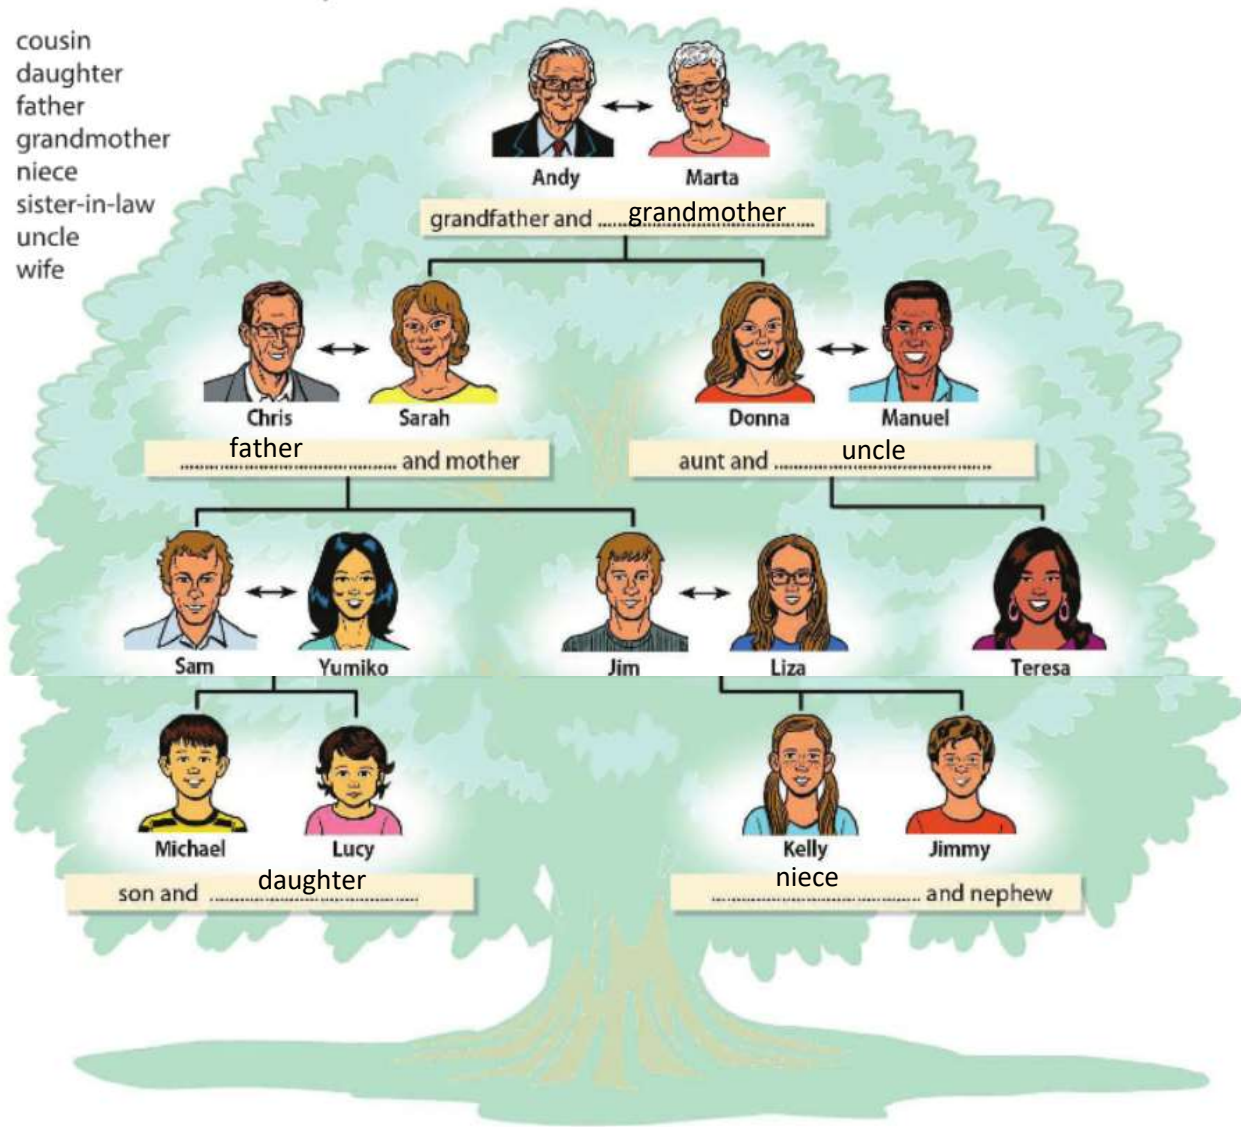 cousin
daughter
father
grandmother
niece
sister-in-law
uncle
wife
Andy Marta
grandfather and grandmother
Chris Sarah Donna Manuel
father and mother
aunt and uncle
Sam Yumiko Jim Liza Teresa
Michael Lucy Kelly Jimmy
son and daughter
niece and nephew